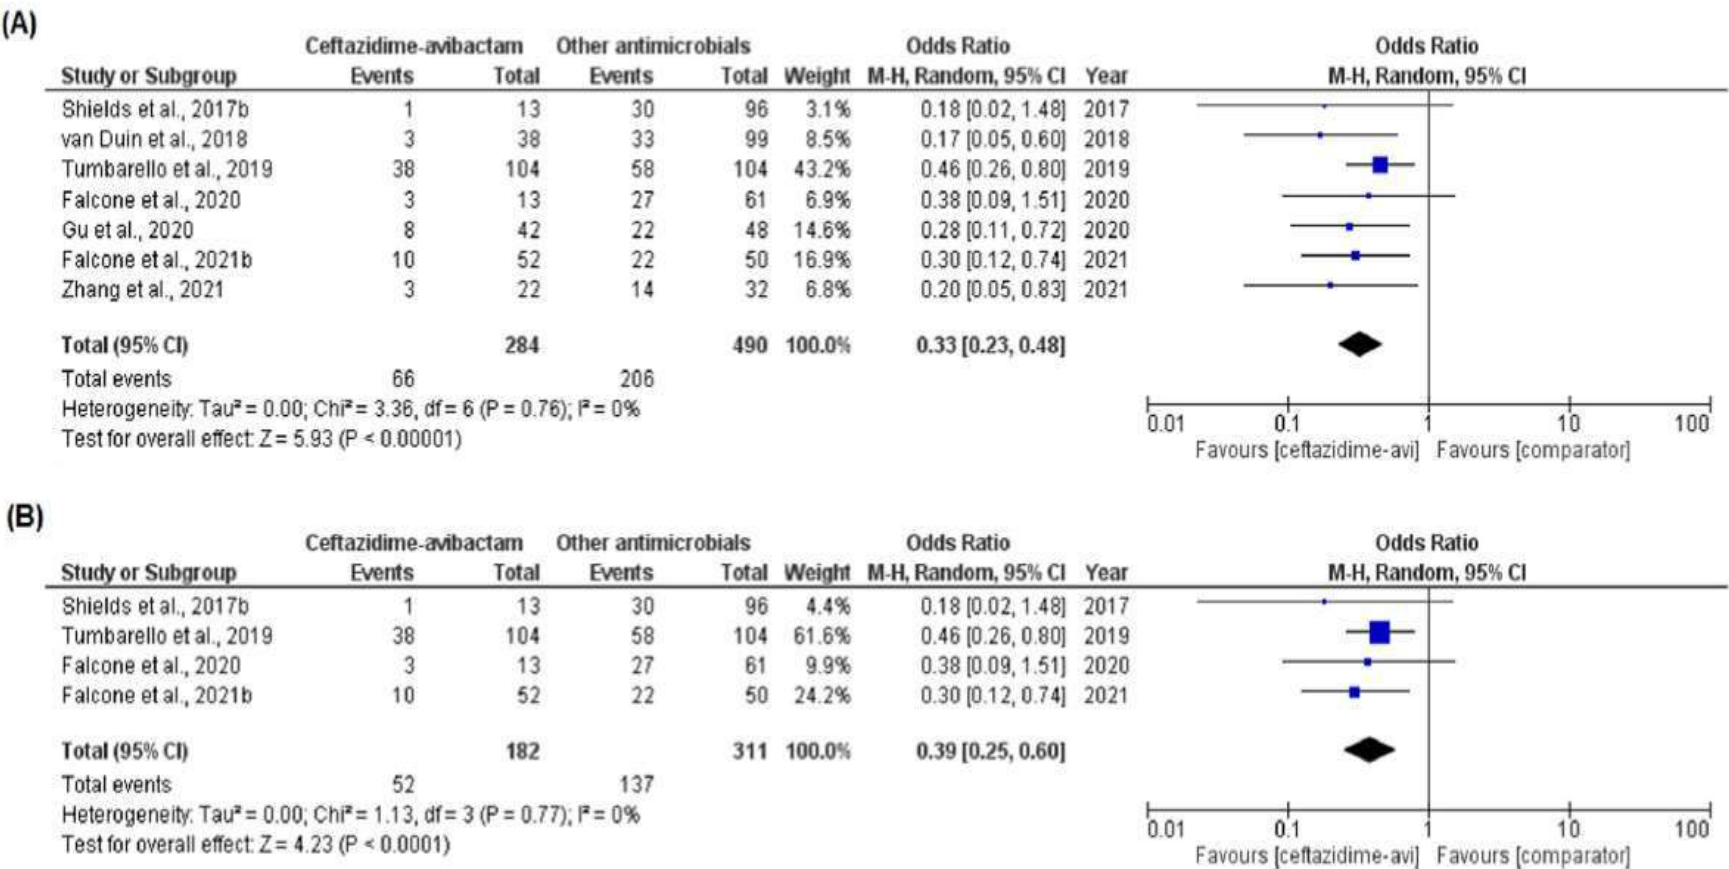 (A)
Ceftazidime-avibactam Other antimicrobials Odds Ratio Odds Ratio
Study or Subgroup Events Total Events Total Weight M-H, Random, 95% CI Year M-H, Random, 95% CI
Shields et al., 2017b 1 13 30 96 3.1% 0.18 [0.02, 1.48] 2017
van Duin et al., 2018 3 38 33 99 8.5% 0.17 [0.05, 0.60] 2018
Tumbarello et al., 2019 38 104 58 104 43.2% 0.46 [0.26, 0.80] 2019
Falcone et al., 2020 3 13 27 61 6.9% 0.38 [0.09, 1.51] 2020
Gu et al., 2020 8 42 22 48 14.6% 0.28 [0.11, 0.72] 2020
Falcone et al., 2021b 10 52 22 50 16.9% 0.30 [0.12, 0.74] 2021
Zhang et al., 2021 3 22 14 32 6.8% 0.20 [0.05, 0.83] 2021
Total (95% CI) 284 490 100.0% 0.33 [0.23, 0.48]
Total events 66 206
Heterogeneity: Tau² = 0.00; Chi² = 3.36, df = 6 (P = 0.76); I² = 0%
Test for overall effect: Z = 5.93 (P < 0.00001)
0.01 0.1 1 10 100
Favours [ceftazidime-avi] Favours [comparator]
(B)
Ceftazidime-avibactam Other antimicrobials Odds Ratio Odds Ratio
Study or Subgroup Events Total Events Total Weight M-H, Random, 95% CI Year M-H, Random, 95% CI
Shields et al., 2017b 1 13 30 96 4.4% 0.18 [0.02, 1.48] 2017
Tumbarello et al., 2019 38 104 58 104 61.6% 0.46 [0.26, 0.80] 2019
Falcone et al., 2020 3 13 27 61 9.9% 0.38 [0.09, 1.51] 2020
Falcone et al., 2021b 10 52 22 50 24.2% 0.30 [0.12, 0.74] 2021
Total (95% CI) 182 311 100.0% 0.39 [0.25, 0.60]
Total events 52 137
Heterogeneity: Tau² = 0.00; Chi² = 1.13, df = 3 (P = 0.77); I² = 0%
Test for overall effect: Z = 4.23 (P < 0.0001)
0.01 0.1 1 10 100
Favours [ceftazidime-avi] Favours [comparator]